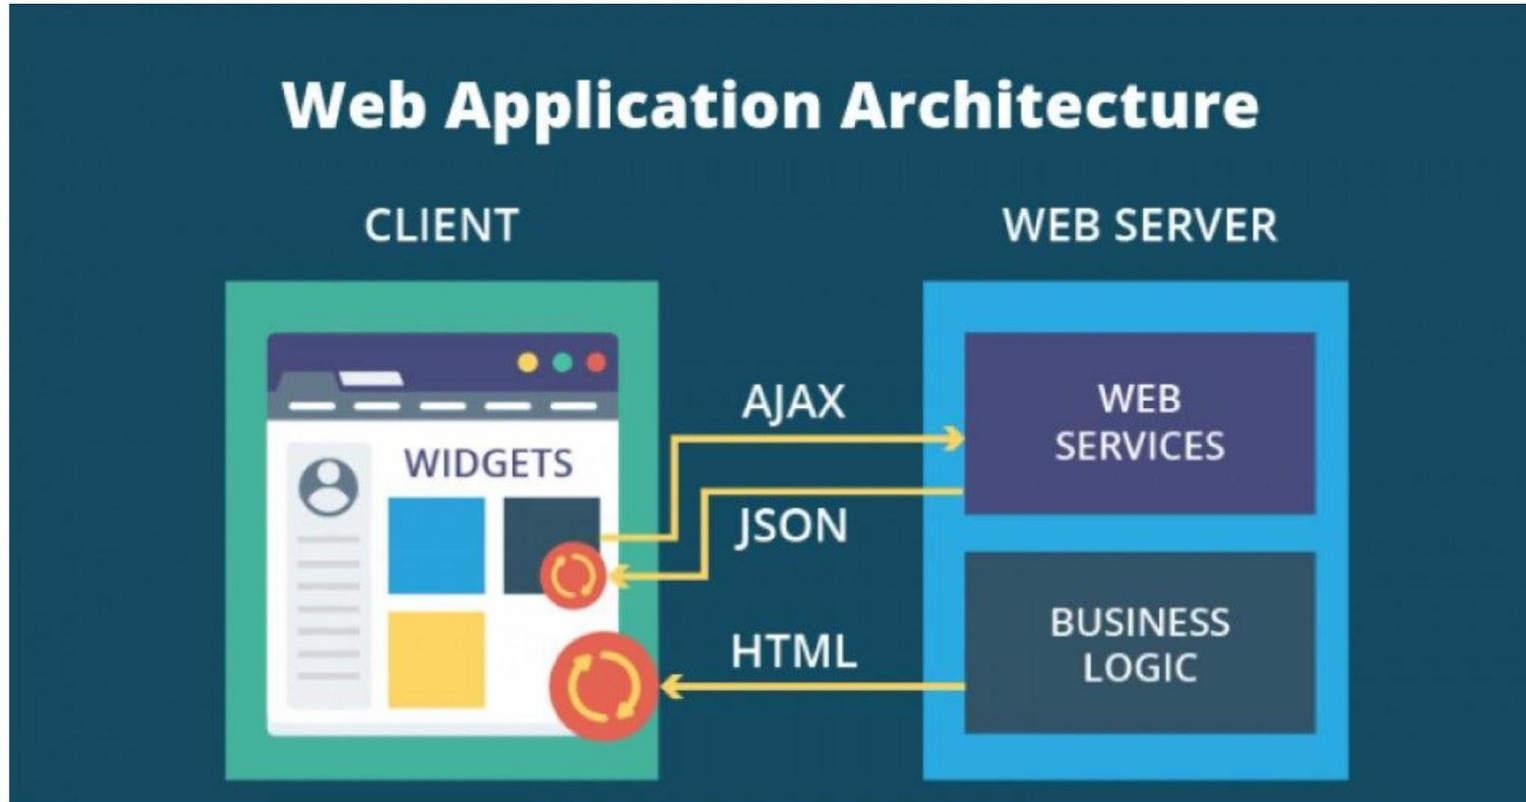 Web Application Architecture
CLIENT
WEB SERVER
WIDGETS
AJAX
JSON
HTML
WEB
SERVICES
BUSINESS
LOGIC